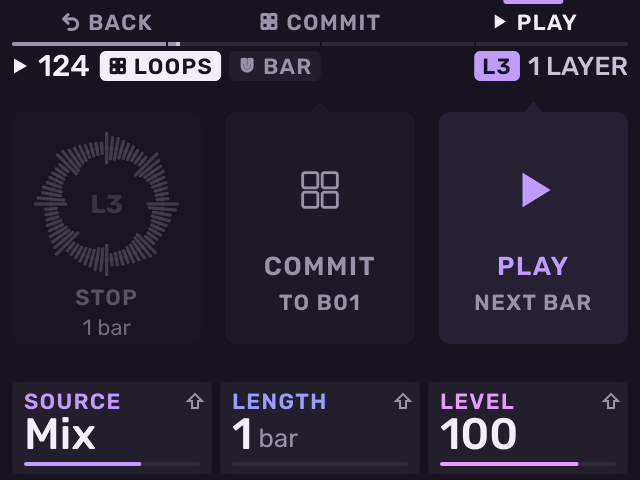 BACK
COMMIT
PLAY
124 LOOPS BAR
L3 1 LAYER
L3
STOP
1 bar
COMMIT
TO B01
PLAY
NEXT BAR
SOURCE
Mix
LENGTH
1 bar
LEVEL
100